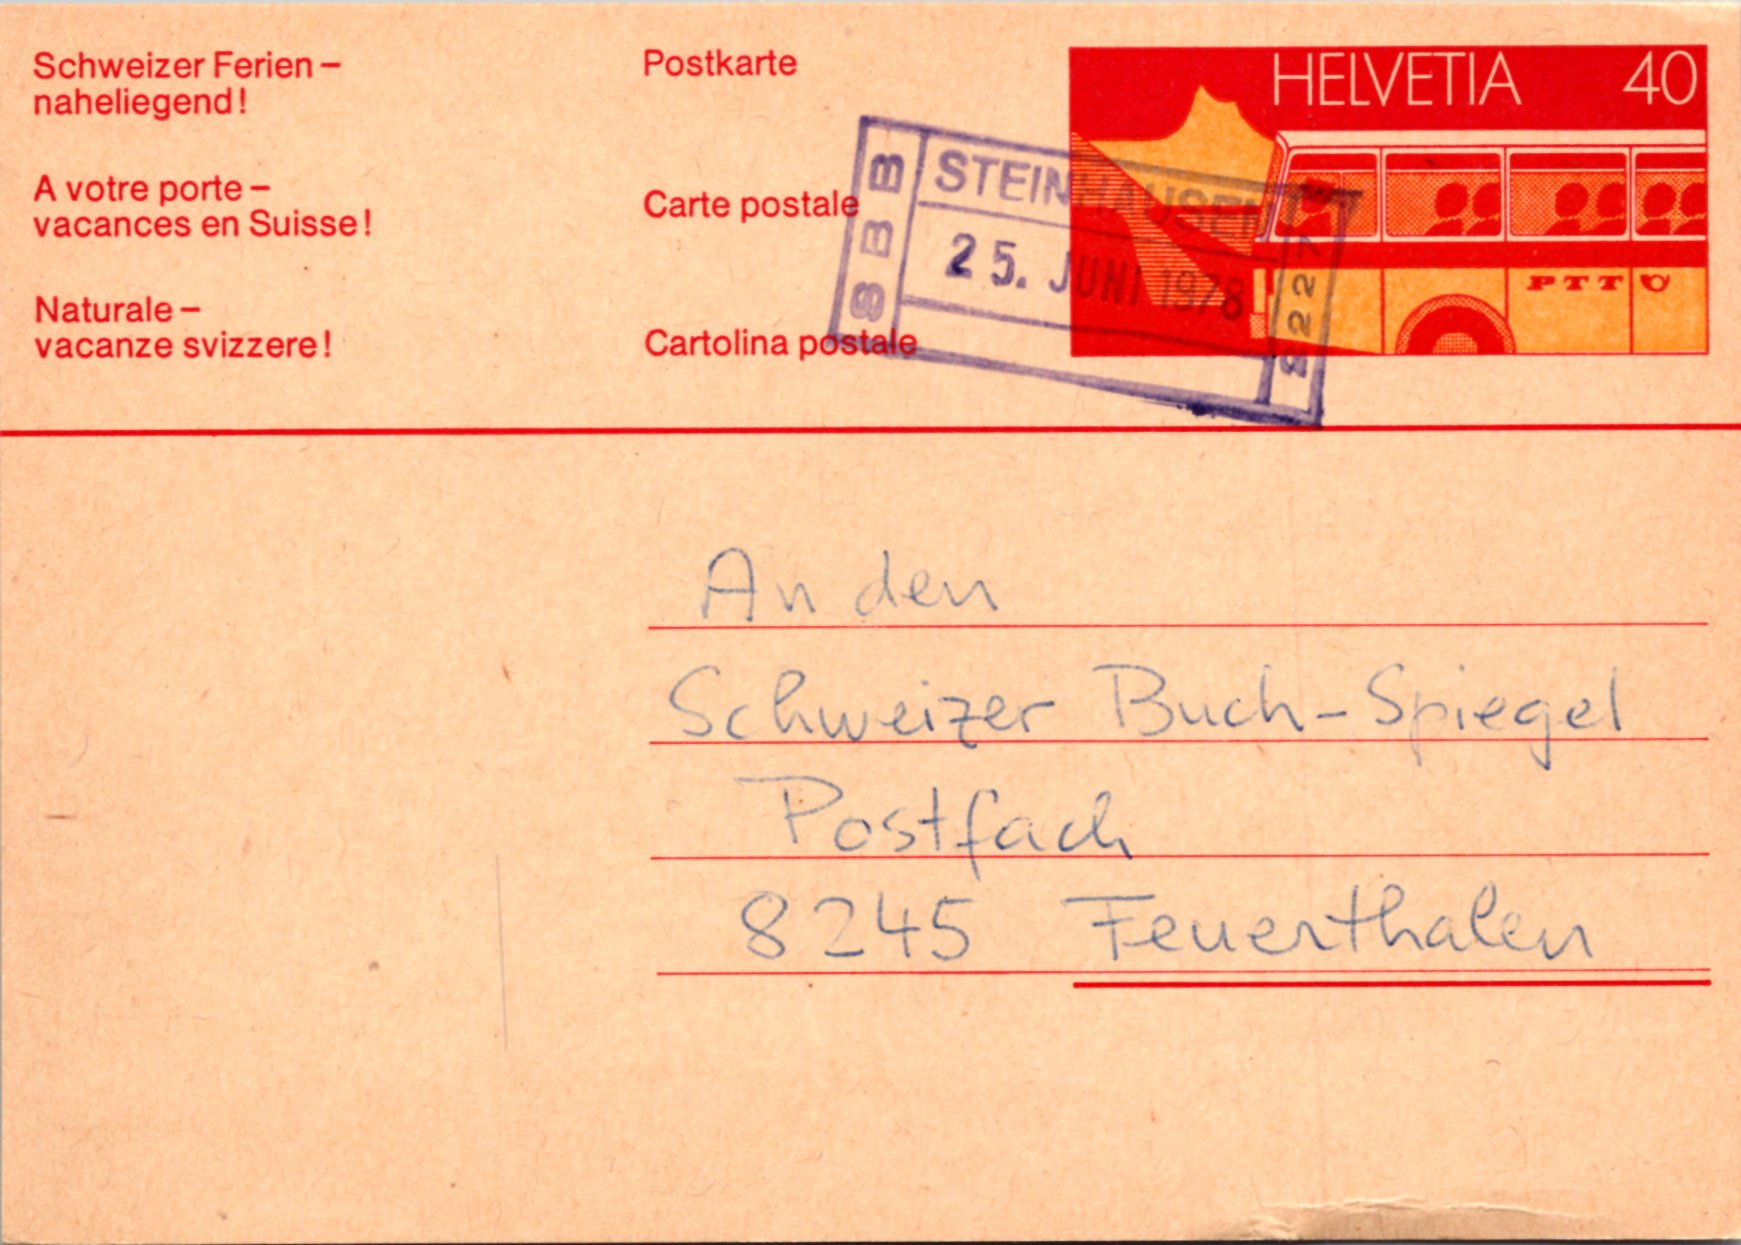 Schweizer Ferien –
naheliegend!
A votre porte –
vacances en Suisse!
Naturale –
vacanze svizzere!
Postkarte
Carte postale
Cartolina postale
HELVETIA 40
PTT
SBB
STEINHAUSEN
25. JUNI 1978
An den
Schweizer Buch-Spiegel
Postfach
8245 Feuerthalen